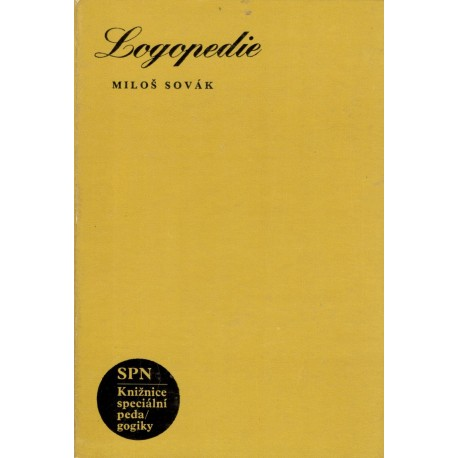 Logopedie
MILOŠ SOVÁK
SPN
Knižnice
speciální
peda/
gogiky